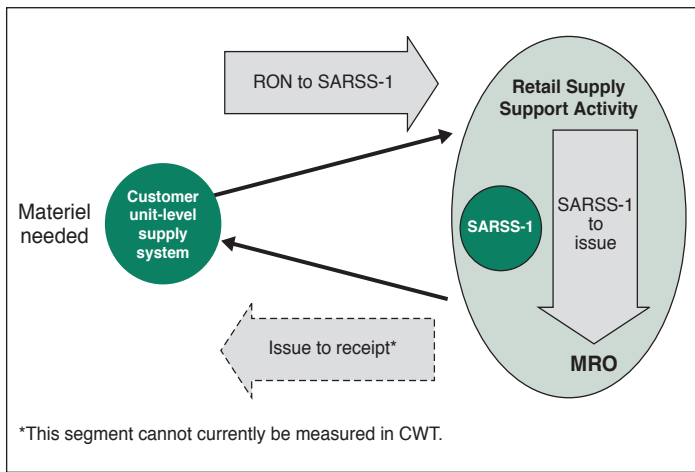 RON to SARSS-1
Retail Supply
Support Activity
Materiel
needed
Customer
unit-level
supply
system
SARSS-1
SARSS-1
to
issue
Issue to receipt*
MRO
*This segment cannot currently be measured in CWT.